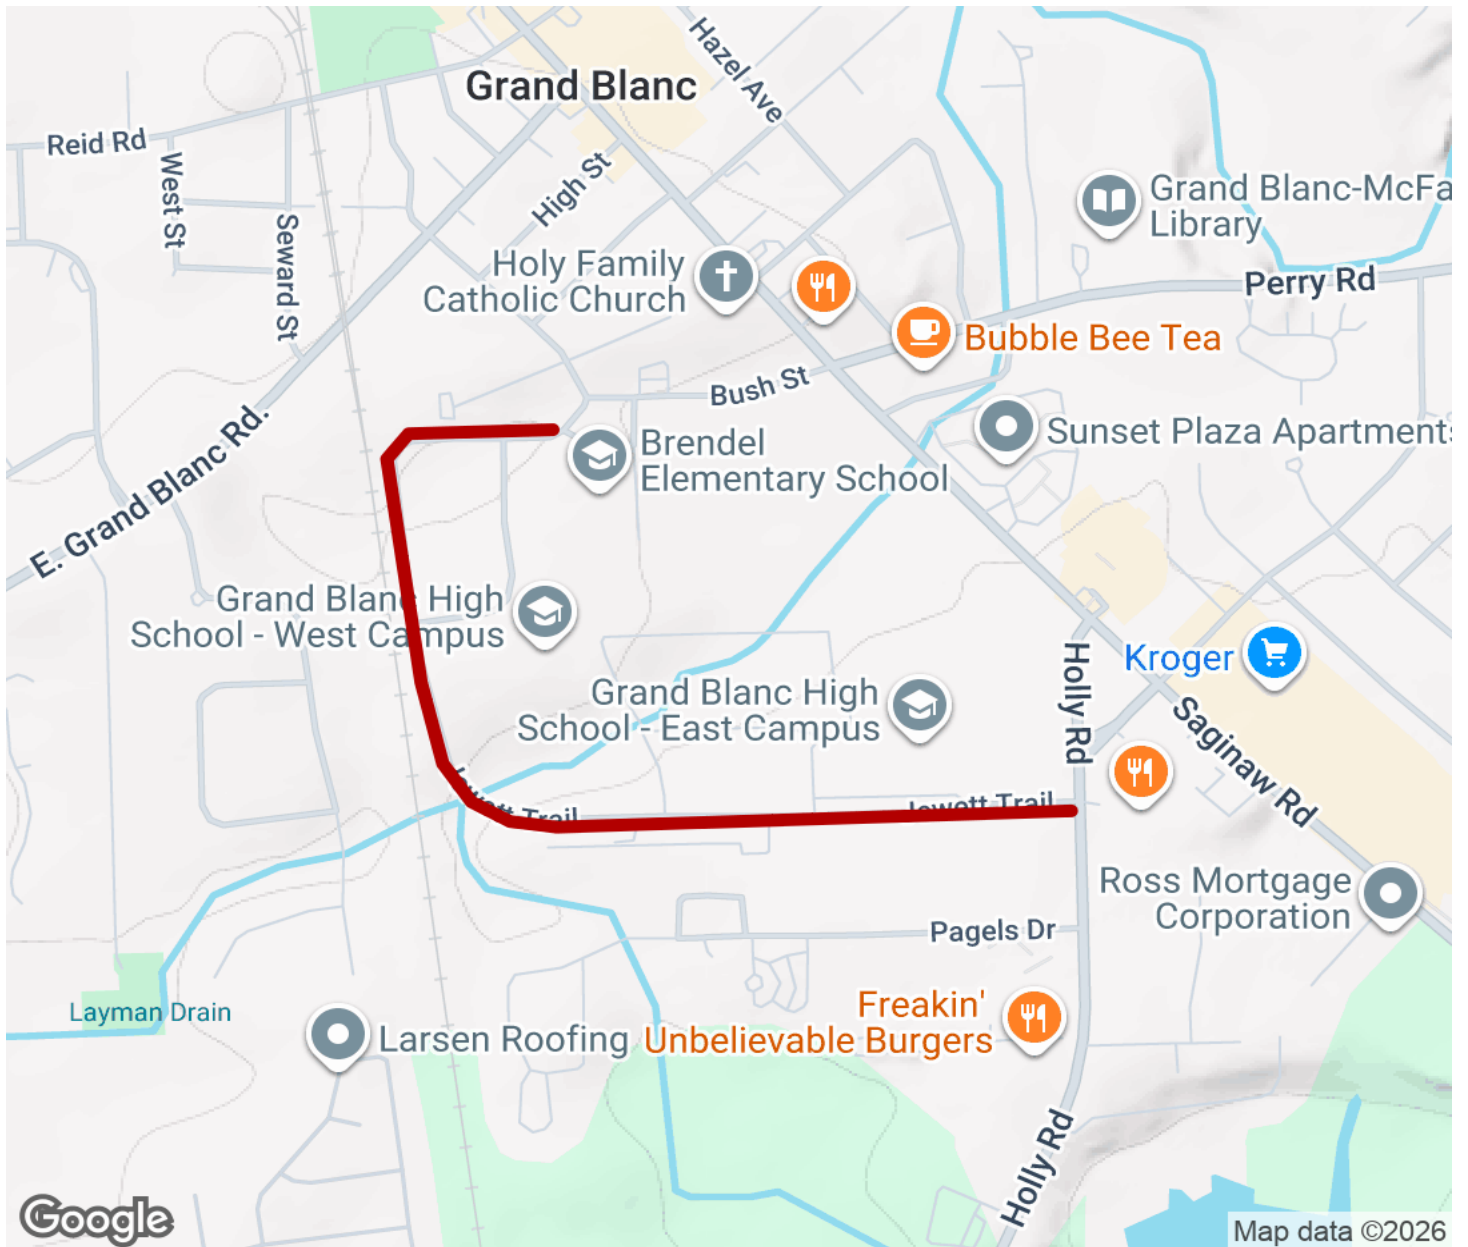 Hazel Ave
Grand Blanc
Reid Rd
West St
High St
Seward St
Grand Blanc-McFa
Library
Holy Family
Catholic Church
Perry Rd
Bubble Bee Tea
Bush St
E. Grand Blanc Rd.
Brendel
Elementary School
Sunset Plaza Apartments
Grand Blanc High
School - West Campus
Kroger
Holly Rd
Grand Blanc High
School - East Campus
Saginaw Rd
Jewett Trail
Jewett Trail
Ross Mortgage
Corporation
Pagels Dr
Layman Drain
Larsen Roofing
Freakin'
Unbelievable Burgers
Holly Rd
Google
Map data ©2026